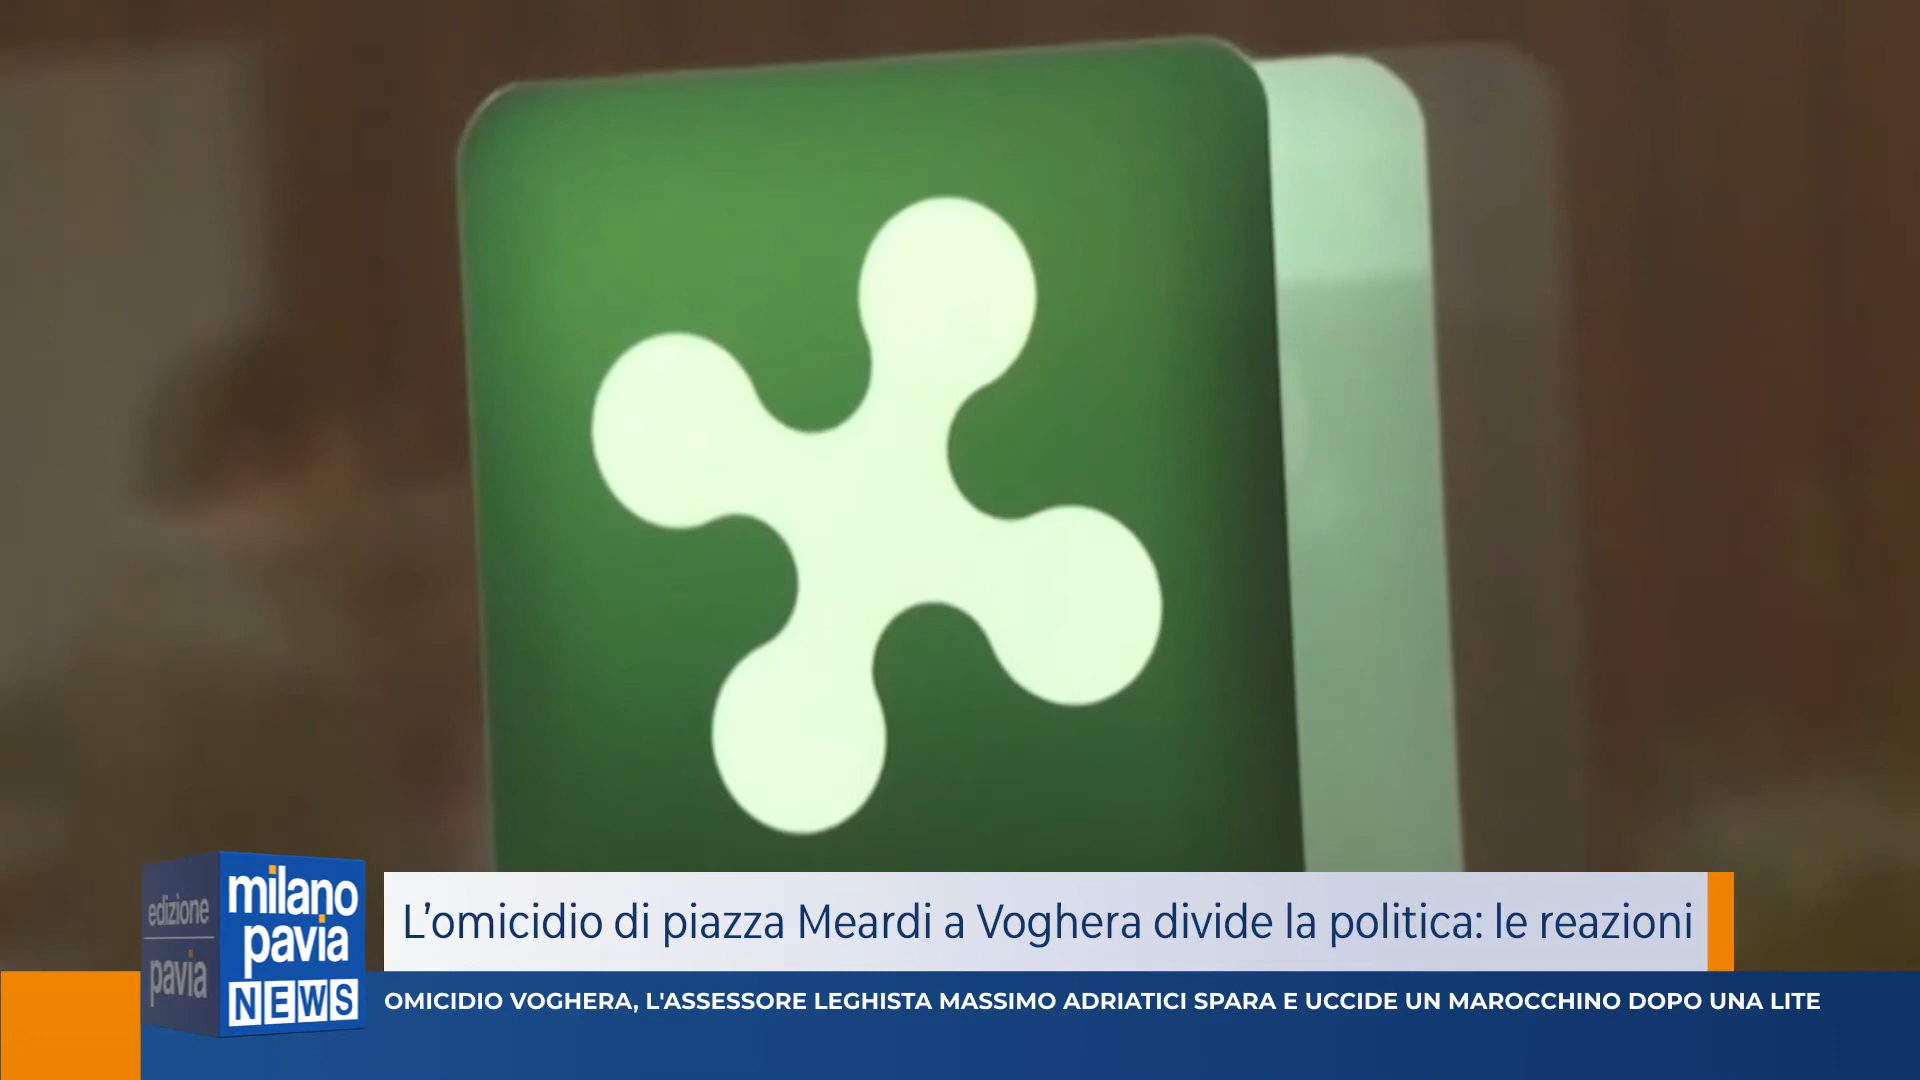 edizione
pavia
milano
pavia
NEWS
L'omicidio di piazza Meardi a Voghera divide la politica: le reazioni
OMICIDIO VOGHERA, L'ASSESSORE LEGHISTA MASSIMO ADRIATICI SPARA E UCCIDE UN MAROCCHINO DOPO UNA LITE